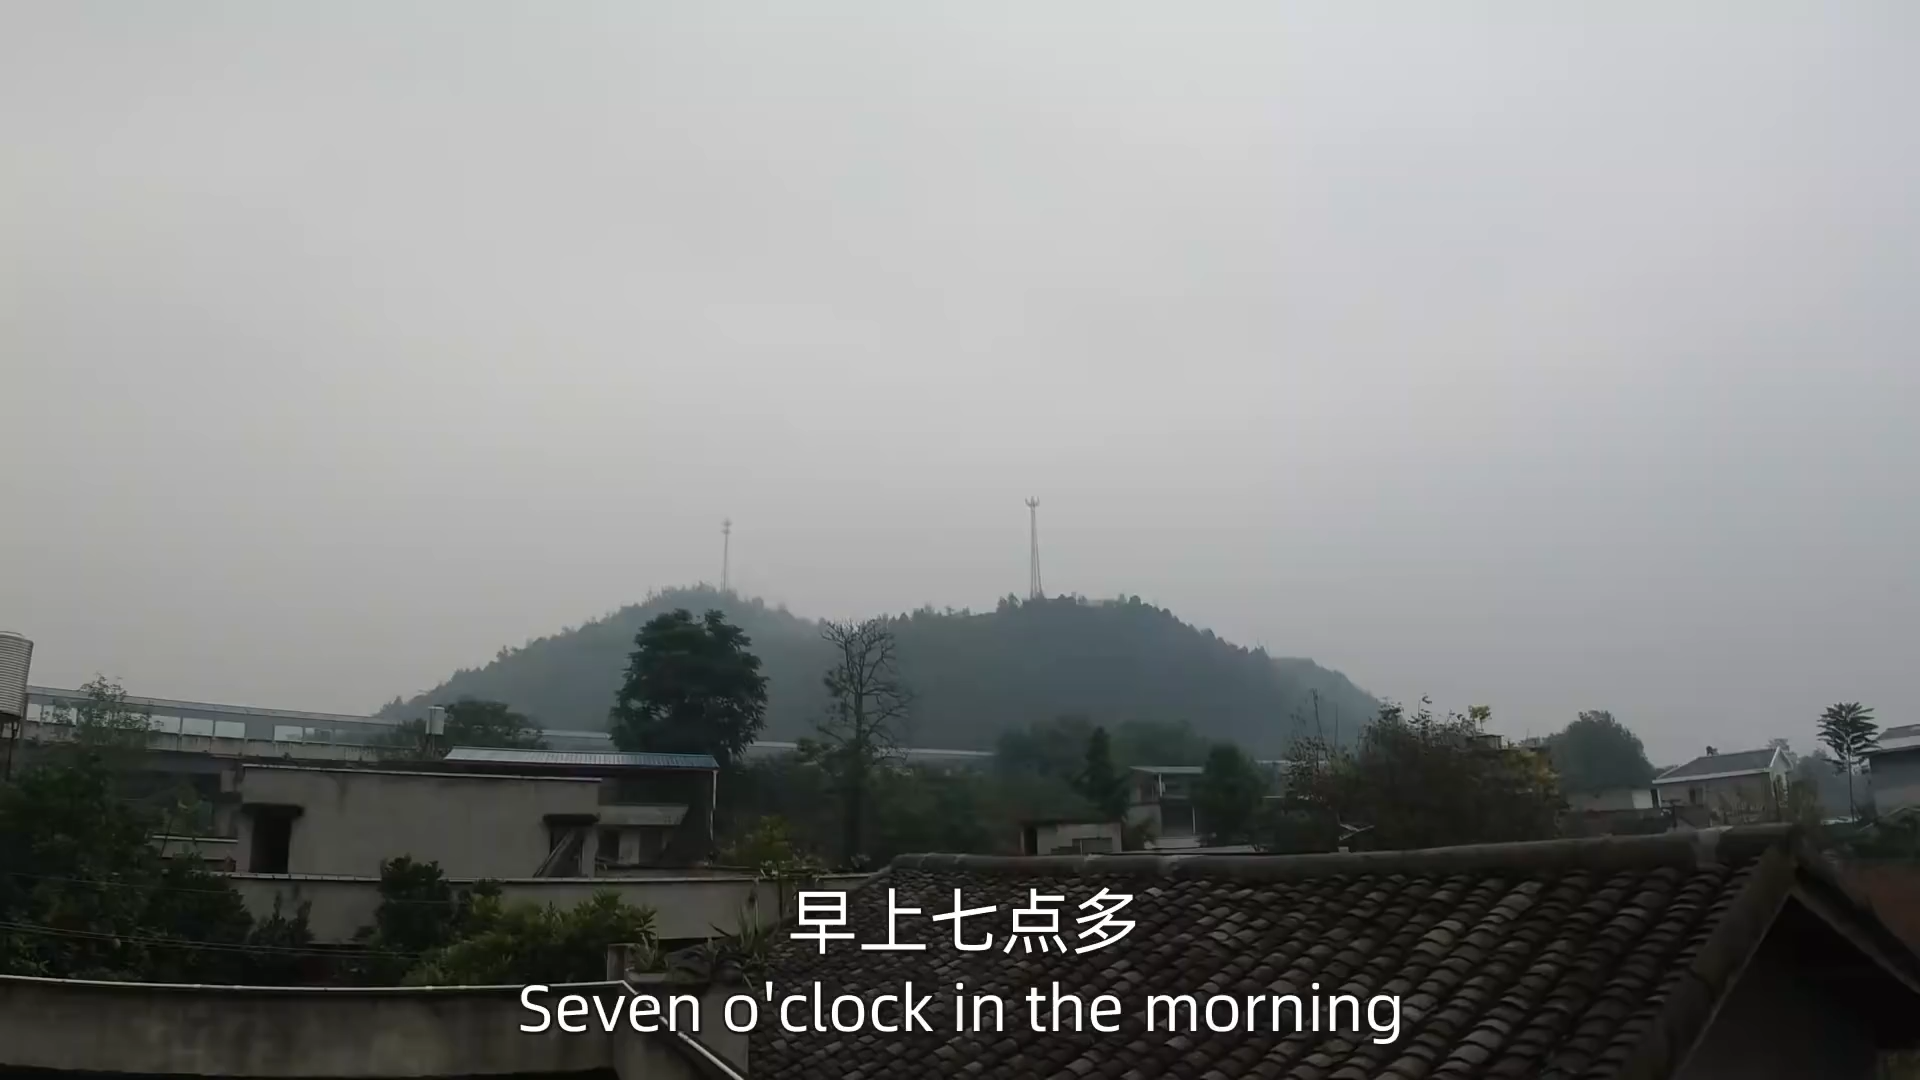 早上七点多
Seven o'clock in the morning